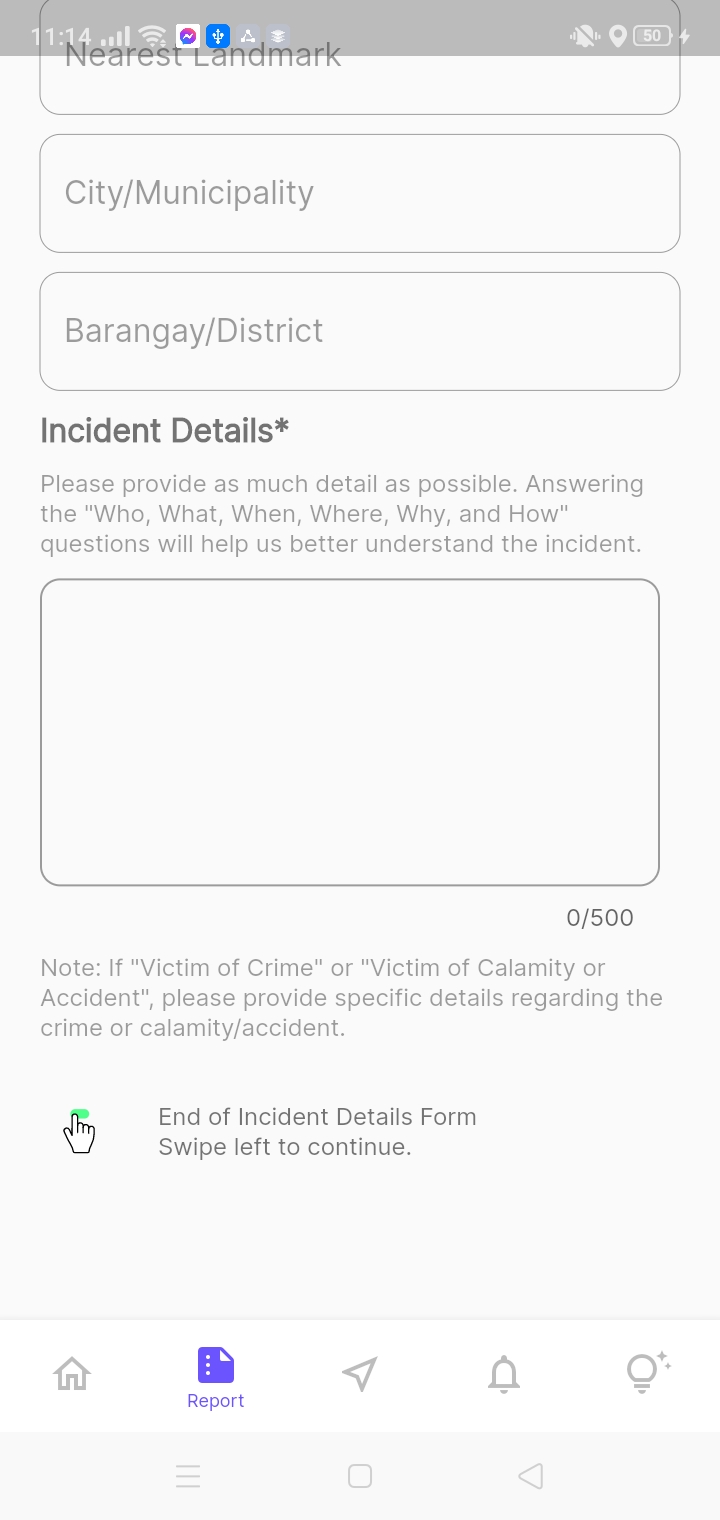 11:14
50
Nearest Landmark
City/Municipality
Barangay/District
Incident Details*
Please provide as much detail as possible. Answering
the "Who, What, When, Where, Why, and How"
questions will help us better understand the incident.
0/500
Note: If "Victim of Crime" or "Victim of Calamity or
Accident", please provide specific details regarding the
crime or calamity/accident.
End of Incident Details Form
Swipe left to continue.
Report